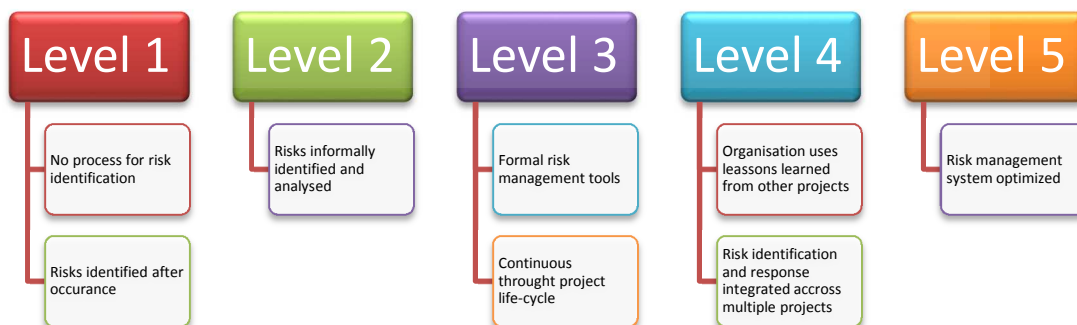 Level 1
No process for risk
identification
Risks identified after
occurance
Level 2
Risks informally
identified and
analysed
Level 3
Formal risk
management tools
Continuous
throught project
life-cycle
Level 4
Organisation uses
leassons learned
from other projects
Risk identification
and response
integrated accross
multiple projects
Level 5
Risk management
system optimized